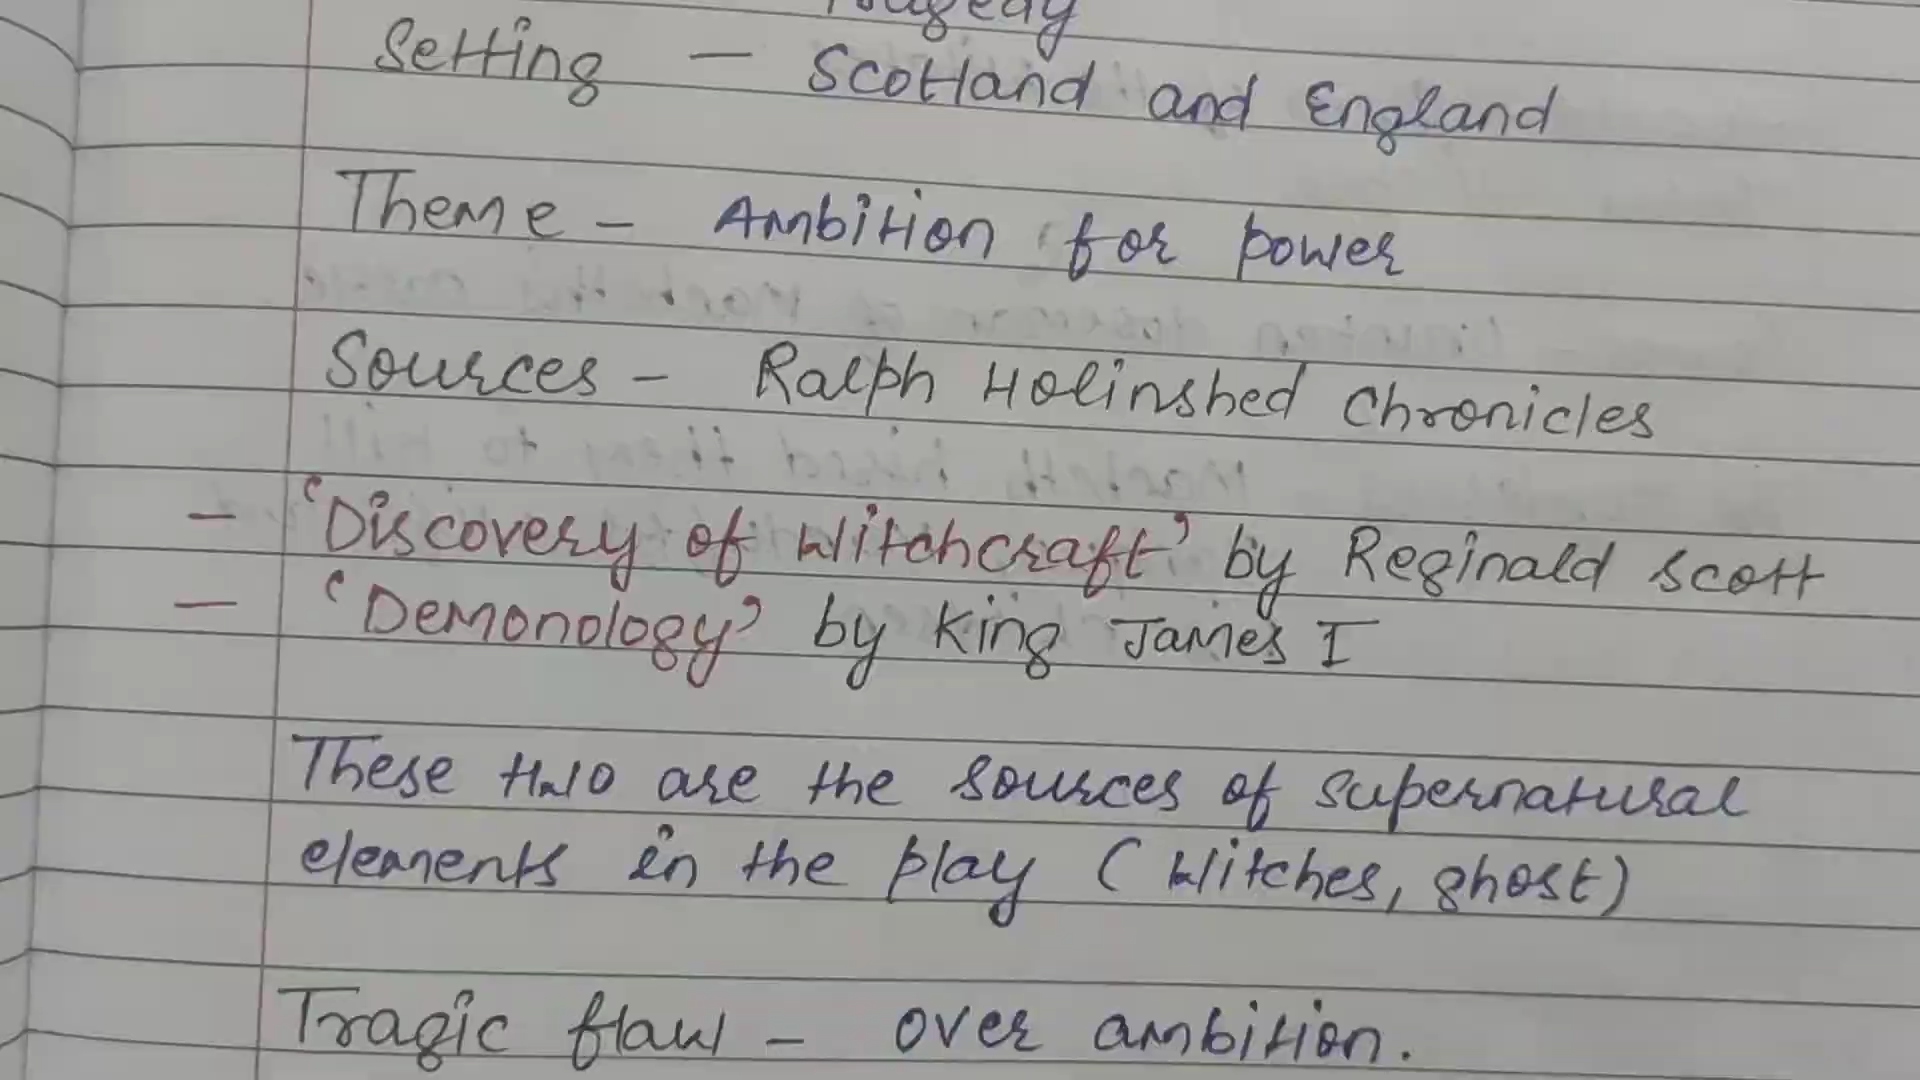 Tragedy
Setting – Scotland and England
Theme – Ambition for power
Sources – Ralph Holinshed Chronicles
– 'Discovery of Witchcraft' by Reginald Scott
– 'Demonology' by King James I
These two are the sources of supernatural
elements in the play (Witches, ghost)
Tragic flaw – over ambition.